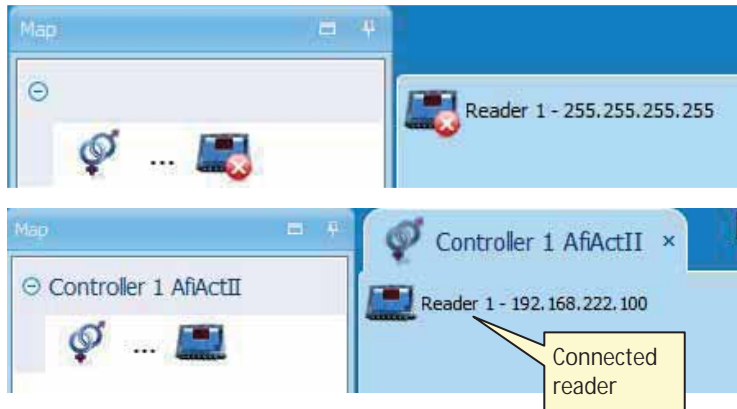 Map
Reader 1 - 255.255.255.255
...
Map
Controller 1 AfiActII ×
Controller 1 AfiActII
Reader 1 - 192.168.222.100
...
Connected
reader